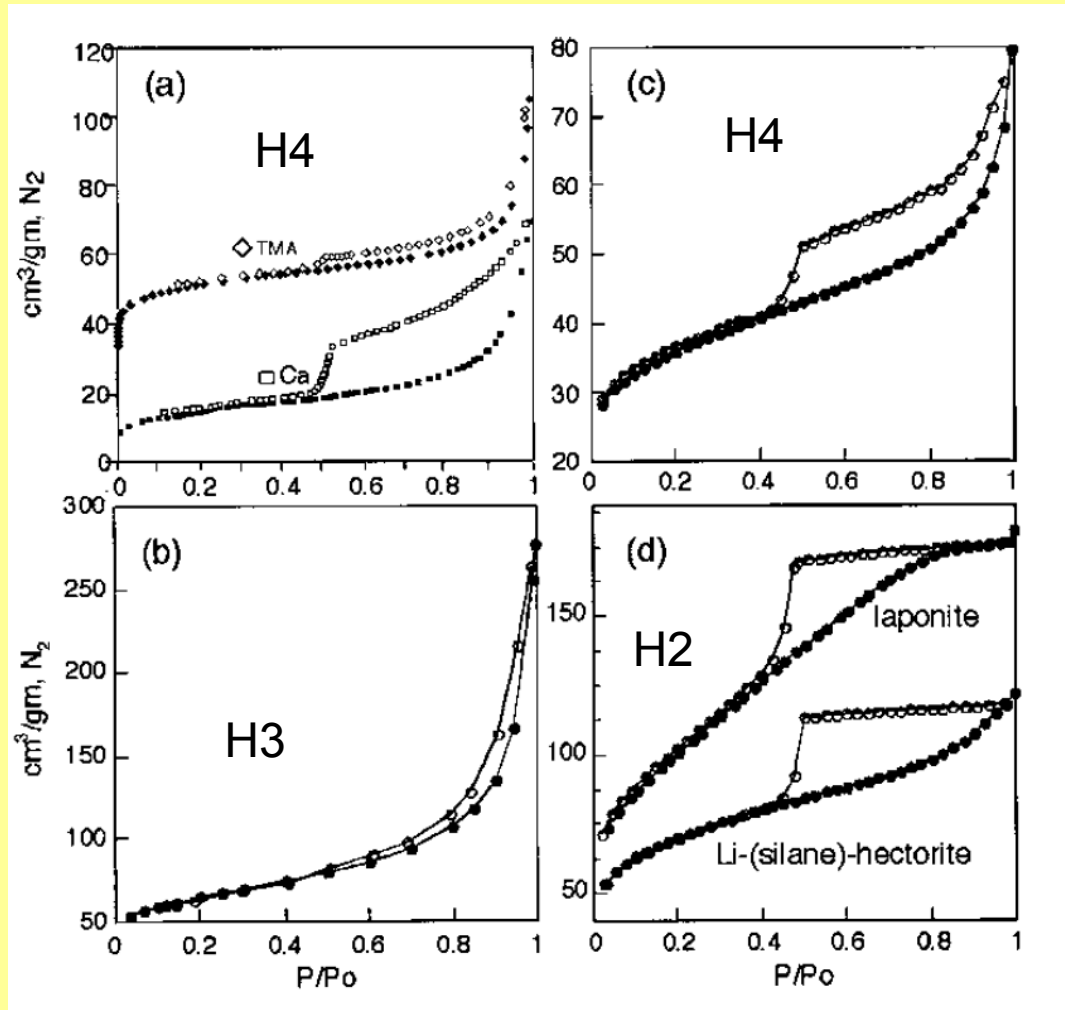 (a)
H4
◇ TMA
□ Ca
cm³/gm, N₂
120
100
80
60
40
20
0
0 0.2 0.4 0.6 0.8 1
(c)
H4
80
70
60
50
40
30
20
0 0.2 0.4 0.6 0.8 1
(b)
H3
cm³/gm, N₂
300
250
200
150
100
50
0 0.2 0.4 0.6 0.8 1
P/Po
(d)
H2
laponite
Li-(silane)-hectorite
150
100
50
0 0.2 0.4 0.6 0.8 1
P/Po